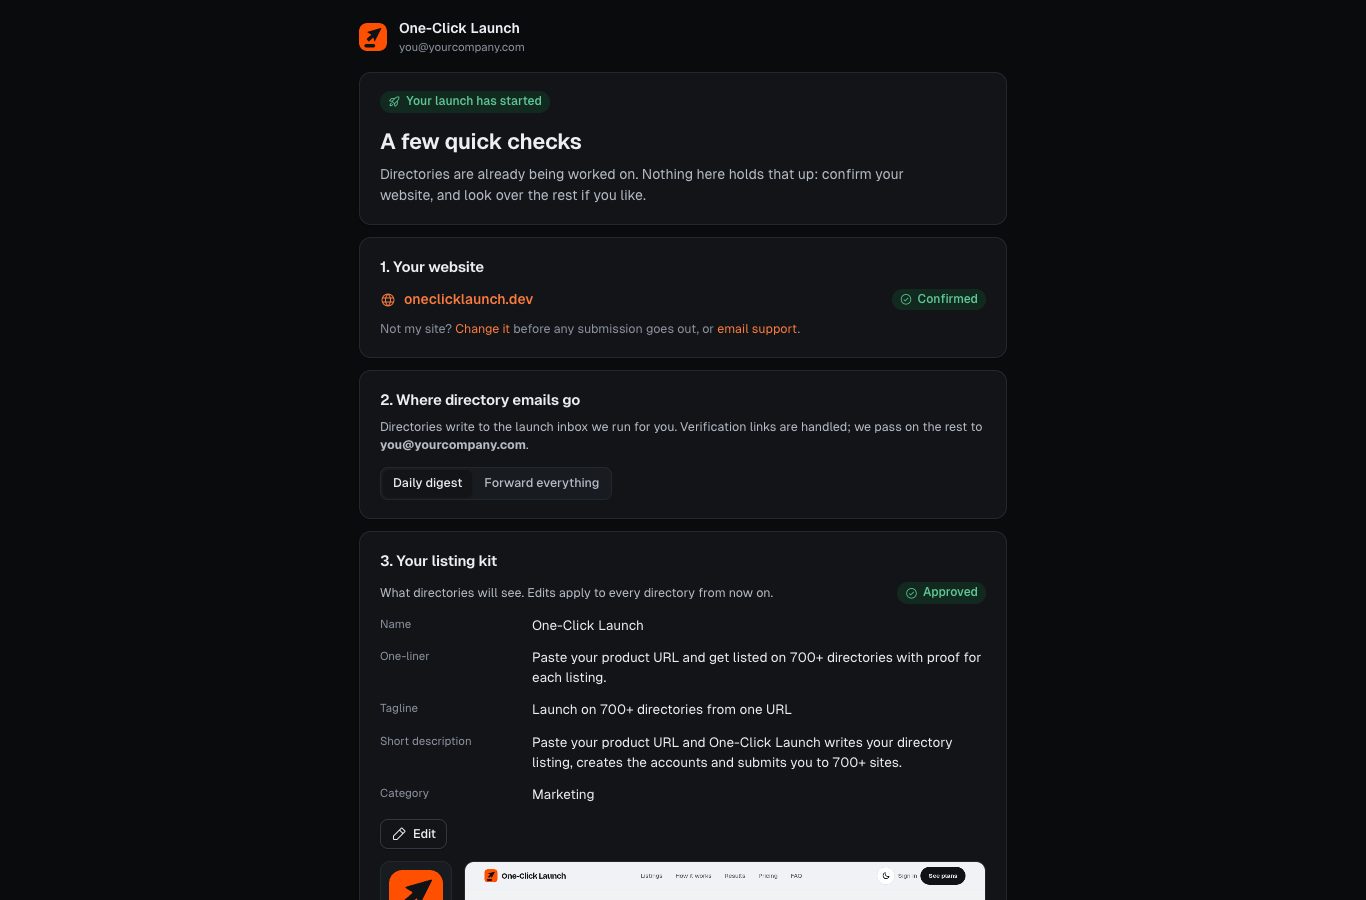 One-Click Launch
you@yourcompany.com
Your launch has started
A few quick checks
Directories are already being worked on. Nothing here holds that up: confirm your
website, and look over the rest if you like.
1. Your website
oneclicklaunch.dev
Confirmed
Not my site? Change it before any submission goes out, or email support.
2. Where directory emails go
Directories write to the launch inbox we run for you. Verification links are handled; we pass on the rest to
you@yourcompany.com.
Daily digest
Forward everything
3. Your listing kit
What directories will see. Edits apply to every directory from now on.
Approved
Name
One-Click Launch
One-liner
Paste your product URL and get listed on 700+ directories with proof for
each listing.
Tagline
Launch on 700+ directories from one URL
Short description
Paste your product URL and One-Click Launch writes your directory
listing, creates the accounts and submits you to 700+ sites.
Category
Marketing
Edit
One-Click Launch
Listings
How it works
Results
Pricing
FAQ
Sign in
See plans